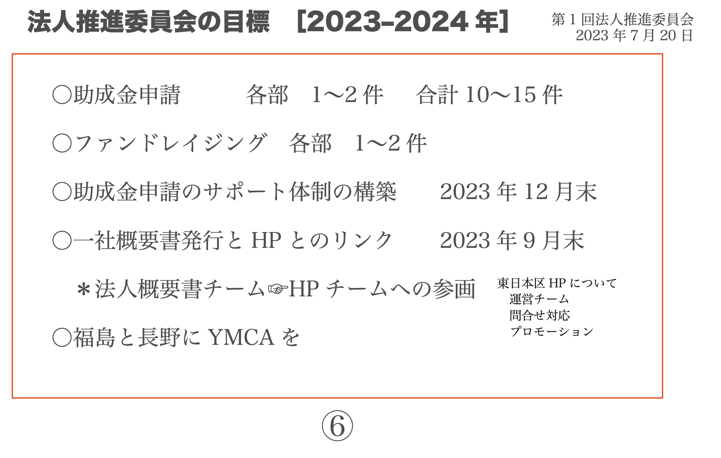 法人推進委員会の目標　［2023–2024 年］
第 1 回法人推進委員会
2023 年 7 月 20 日
〇助成金申請　　　各部　1〜2 件　 合計 10〜15 件
〇ファンドレイジング　各部　1〜2 件
〇助成金申請のサポート体制の構築　　2023 年 12 月末
〇一社概要書発行と HP とのリンク　　2023 年 9 月末
＊法人概要書チーム☞HP チームへの参画
東日本区 HP について
運営チーム
問合せ対応
プロモーション
〇福島と長野に YMCA を
⑥